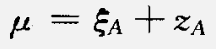 μ = ξ_A + z_A